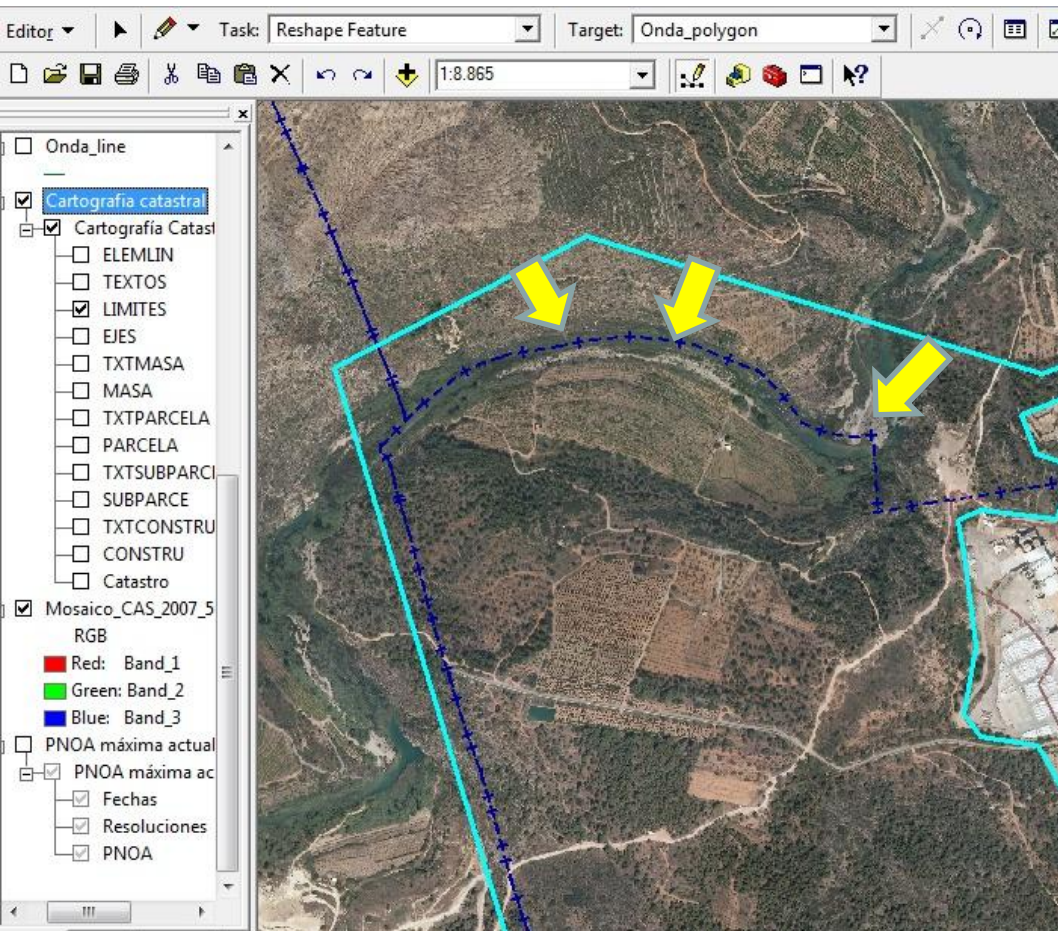 Editor Task: Reshape Feature Target: Onda_polygon
1:8.865
Onda_line
Cartografia catastral
Cartografía Catast
ELEMLIN
TEXTOS
LIMITES
EJES
TXTMASA
MASA
TXTPARCELA
PARCELA
TXTSUBPARCI
SUBPARCE
TXTCONSTRU
CONSTRU
Catastro
Mosaico_CAS_2007_5
RGB
Red: Band_1
Green: Band_2
Blue: Band_3
PNOA máxima actual
PNOA máxima ac
Fechas
Resoluciones
PNOA